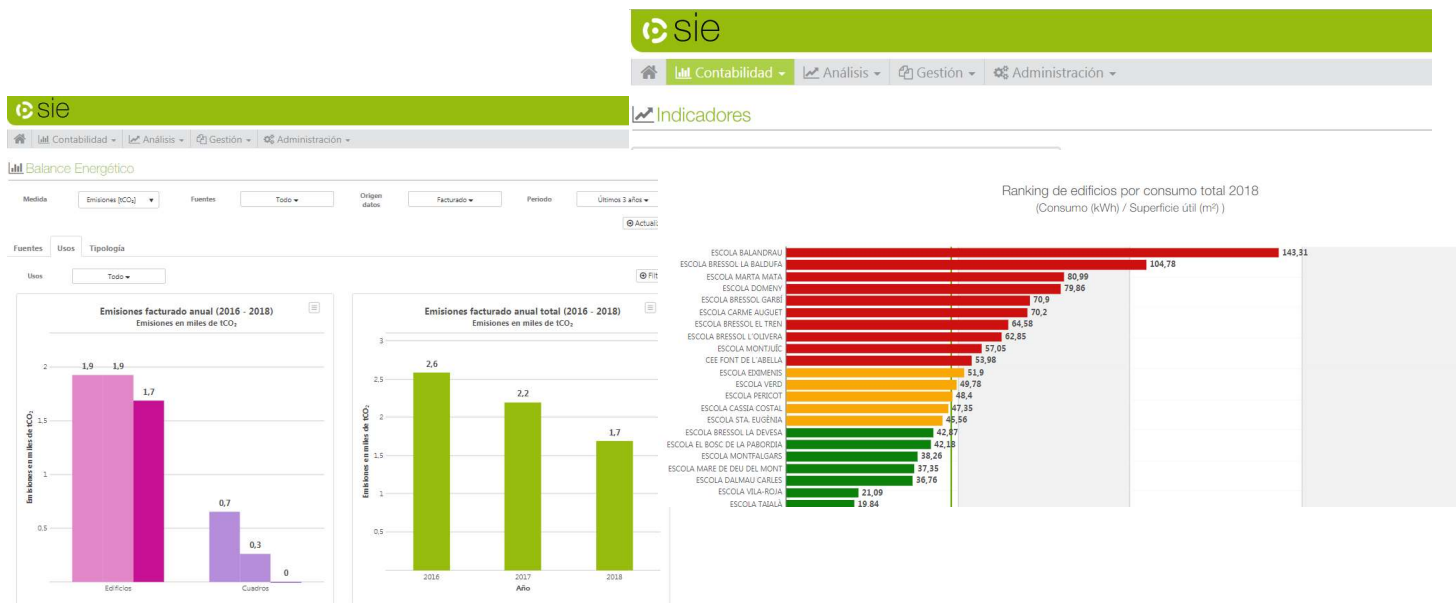 sie
Contabilidad Análisis Gestión Administración
Indicadores
Ranking de edificios por consumo total 2018
(Consumo (kWh) / Superficie útil (m²) )
ESCOLA BALANDRAU 143,31
ESCOLA BRESSOL LA BALDUFA 104,78
ESCOLA MARTA MATA 80,99
ESCOLA DOMENY 79,86
ESCOLA BRESSOL GARBÍ 70,9
ESCOLA CARME AUGUET 70,2
ESCOLA BRESSOL EL TREN 64,58
ESCOLA BRESSOL L'OLIVERA 62,85
ESCOLA MONTJUÏC 57,05
CEE FONT DE L'ABELLA 53,98
ESCOLA EIXIMENIS 51,9
ESCOLA VERD 49,78
ESCOLA PERICOT 48,4
ESCOLA CASSIA COSTAL 47,35
ESCOLA STA. EUGÈNIA 45,56
ESCOLA BRESSOL LA DEVESA 42,87
ESCOLA EL BOSC DE LA PABORDIA 42,18
ESCOLA MONTFALGARS 38,26
ESCOLA MARE DE DEU DEL MONT 37,35
ESCOLA DALMAU CARLES 36,76
ESCOLA VILA-ROJA 21,09
ESCOLA TAIALÀ 19,84
sie
Contabilidad Análisis Gestión Administración
Balance Energético
Medida Emisiones [tCO₂] Fuentes Todo Origen datos Facturado Periodo Últimos 3 años
Actuali
Fuentes Usos Tipología
Usos Todo Filt
Emisiones facturado anual (2016 - 2018)
Emisiones en miles de tCO₂
Emisiones en miles de tCO₂
2
1,5
1
0,5
1,9 1,9 1,7
0,7 0,3 0
Edificios Cuadros
Emisiones facturado anual total (2016 - 2018)
Emisiones en miles de tCO₂
Emisiones en miles de tCO₂
3
2,5
2
1,5
1
0,5
2,6 2,2 1,7
2016 2017 2018
Año